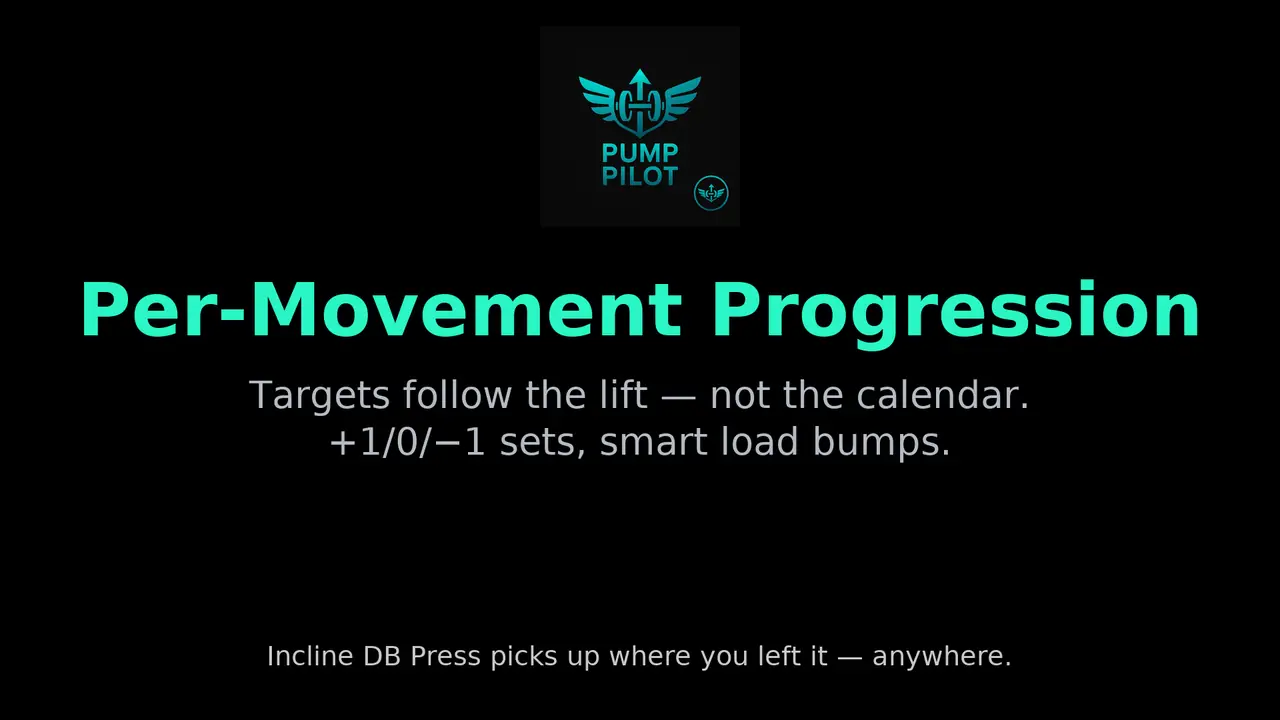 PUMP
PILOT
Per-Movement Progression
Targets follow the lift — not the calendar.
+1/0/−1 sets, smart load bumps.
Incline DB Press picks up where you left it — anywhere.